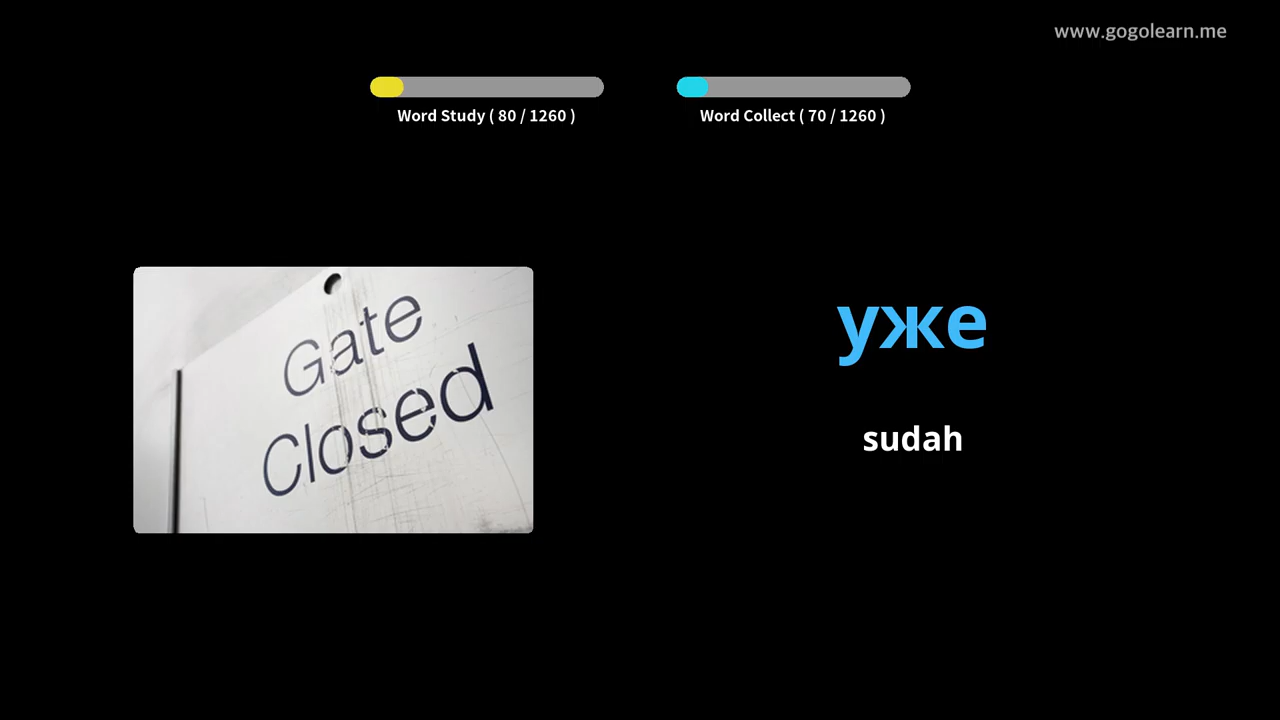 www.gogolearn.me
Word Study ( 80 / 1260 )
Word Collect ( 70 / 1260 )
Gate
Closed
уже
sudah